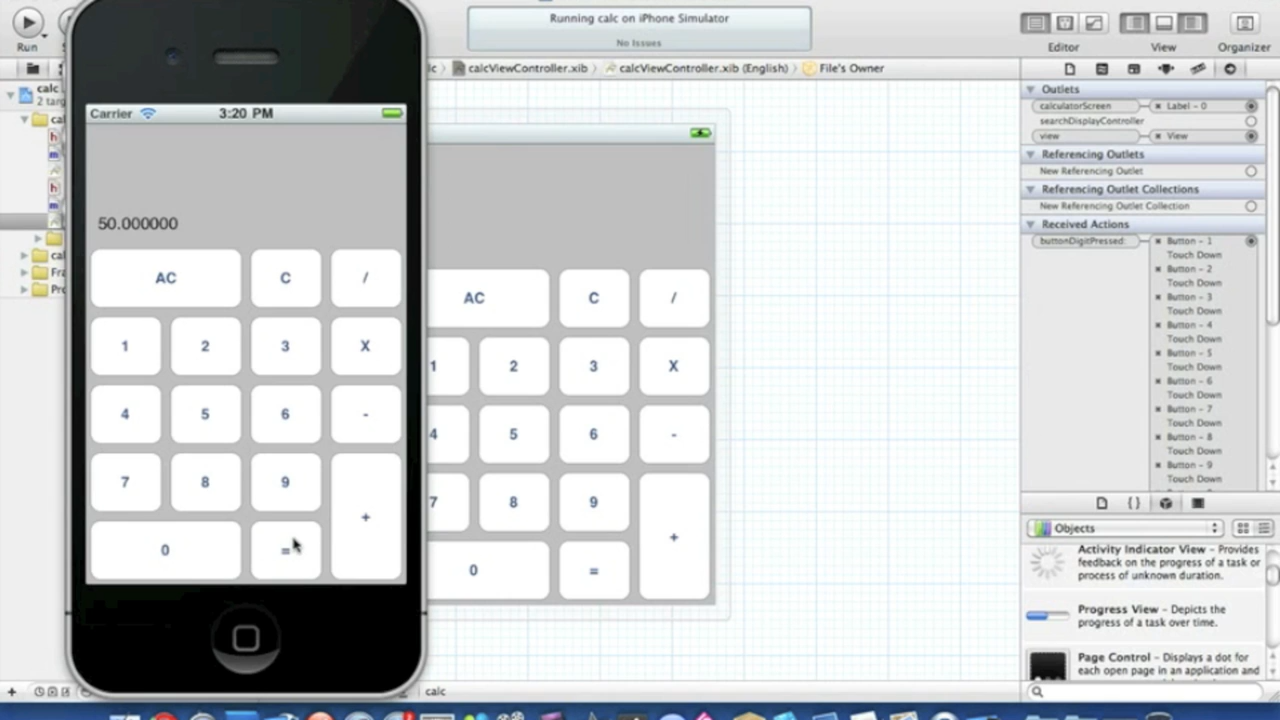 Running calc on iPhone Simulator
No Issues
Run
Editor
View
Organizer
calcViewController.xib
calcViewController.xib (English)
File's Owner
calc
2 targ
Carrier
3:20 PM
50.000000
AC C /
1 2 3 X
4 5 6 -
7 8 9
+
0 =
AC C /
1 2 3 X
4 5 6 -
7 8 9
+
0 =
Outlets
calculatorScreen Label - 0
searchDisplayController
view View
Referencing Outlets
New Referencing Outlet
Referencing Outlet Collections
New Referencing Outlet Collection
Received Actions
buttonDigitPressed: Button - 1
Touch Down
Button - 2
Touch Down
Button - 3
Touch Down
Button - 4
Touch Down
Button - 5
Touch Down
Button - 6
Touch Down
Button - 7
Touch Down
Button - 8
Touch Down
Button - 9
Touch Down
{ }
Objects
Activity Indicator View - Provides
feedback on the progress of a task or
process of unknown duration.
Progress View - Depicts the
progress of a task over time.
Page Control - Displays a dot for
each open page in an application and
calc